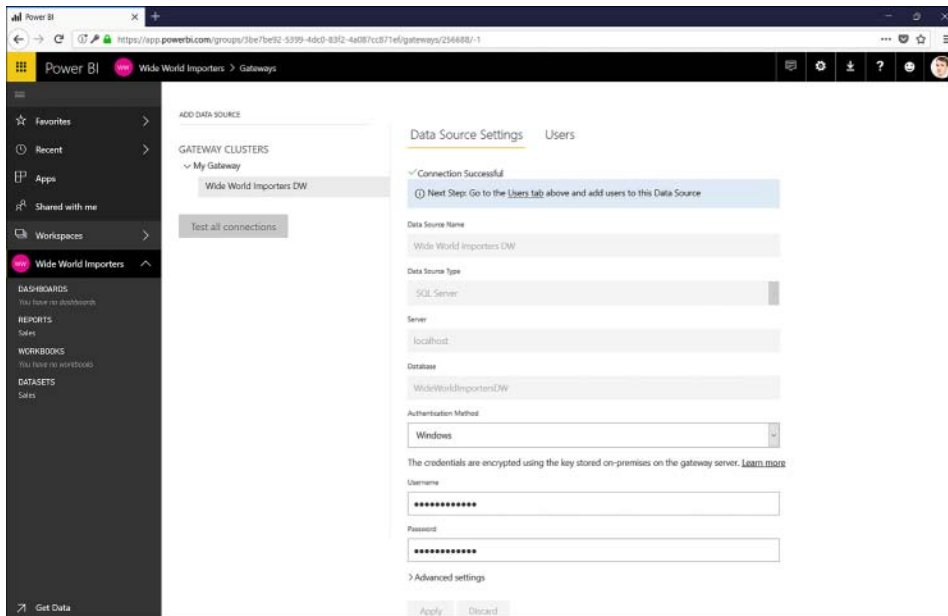 Power BI
https://app.powerbi.com/groups/3be7be92-5399-4dc0-83f2-4a087cc871ef/gateways/256688/-1
Power BI
WW
Wide World Importers > Gateways
Favorites
Recent
Apps
Shared with me
Workspaces
WW
Wide World Importers
DASHBOARDS
You have no dashboards
REPORTS
Sales
WORKBOOKS
You have no workbooks
DATASETS
Sales
Get Data
ADD DATA SOURCE
GATEWAY CLUSTERS
My Gateway
Wide World Importers DW
Test all connections
Data Source Settings
Users
Connection Successful
Next Step: Go to the Users tab above and add users to this Data Source
Data Source Name
Wide World Importers DW
Data Source Type
SQL Server
Server
localhost
Database
WideWorldImportersDW
Authentication Method
Windows
The credentials are encrypted using the key stored on-premises on the gateway server. Learn more
Username
••••••••••••
Password
••••••••••••
Advanced settings
Apply
Discard